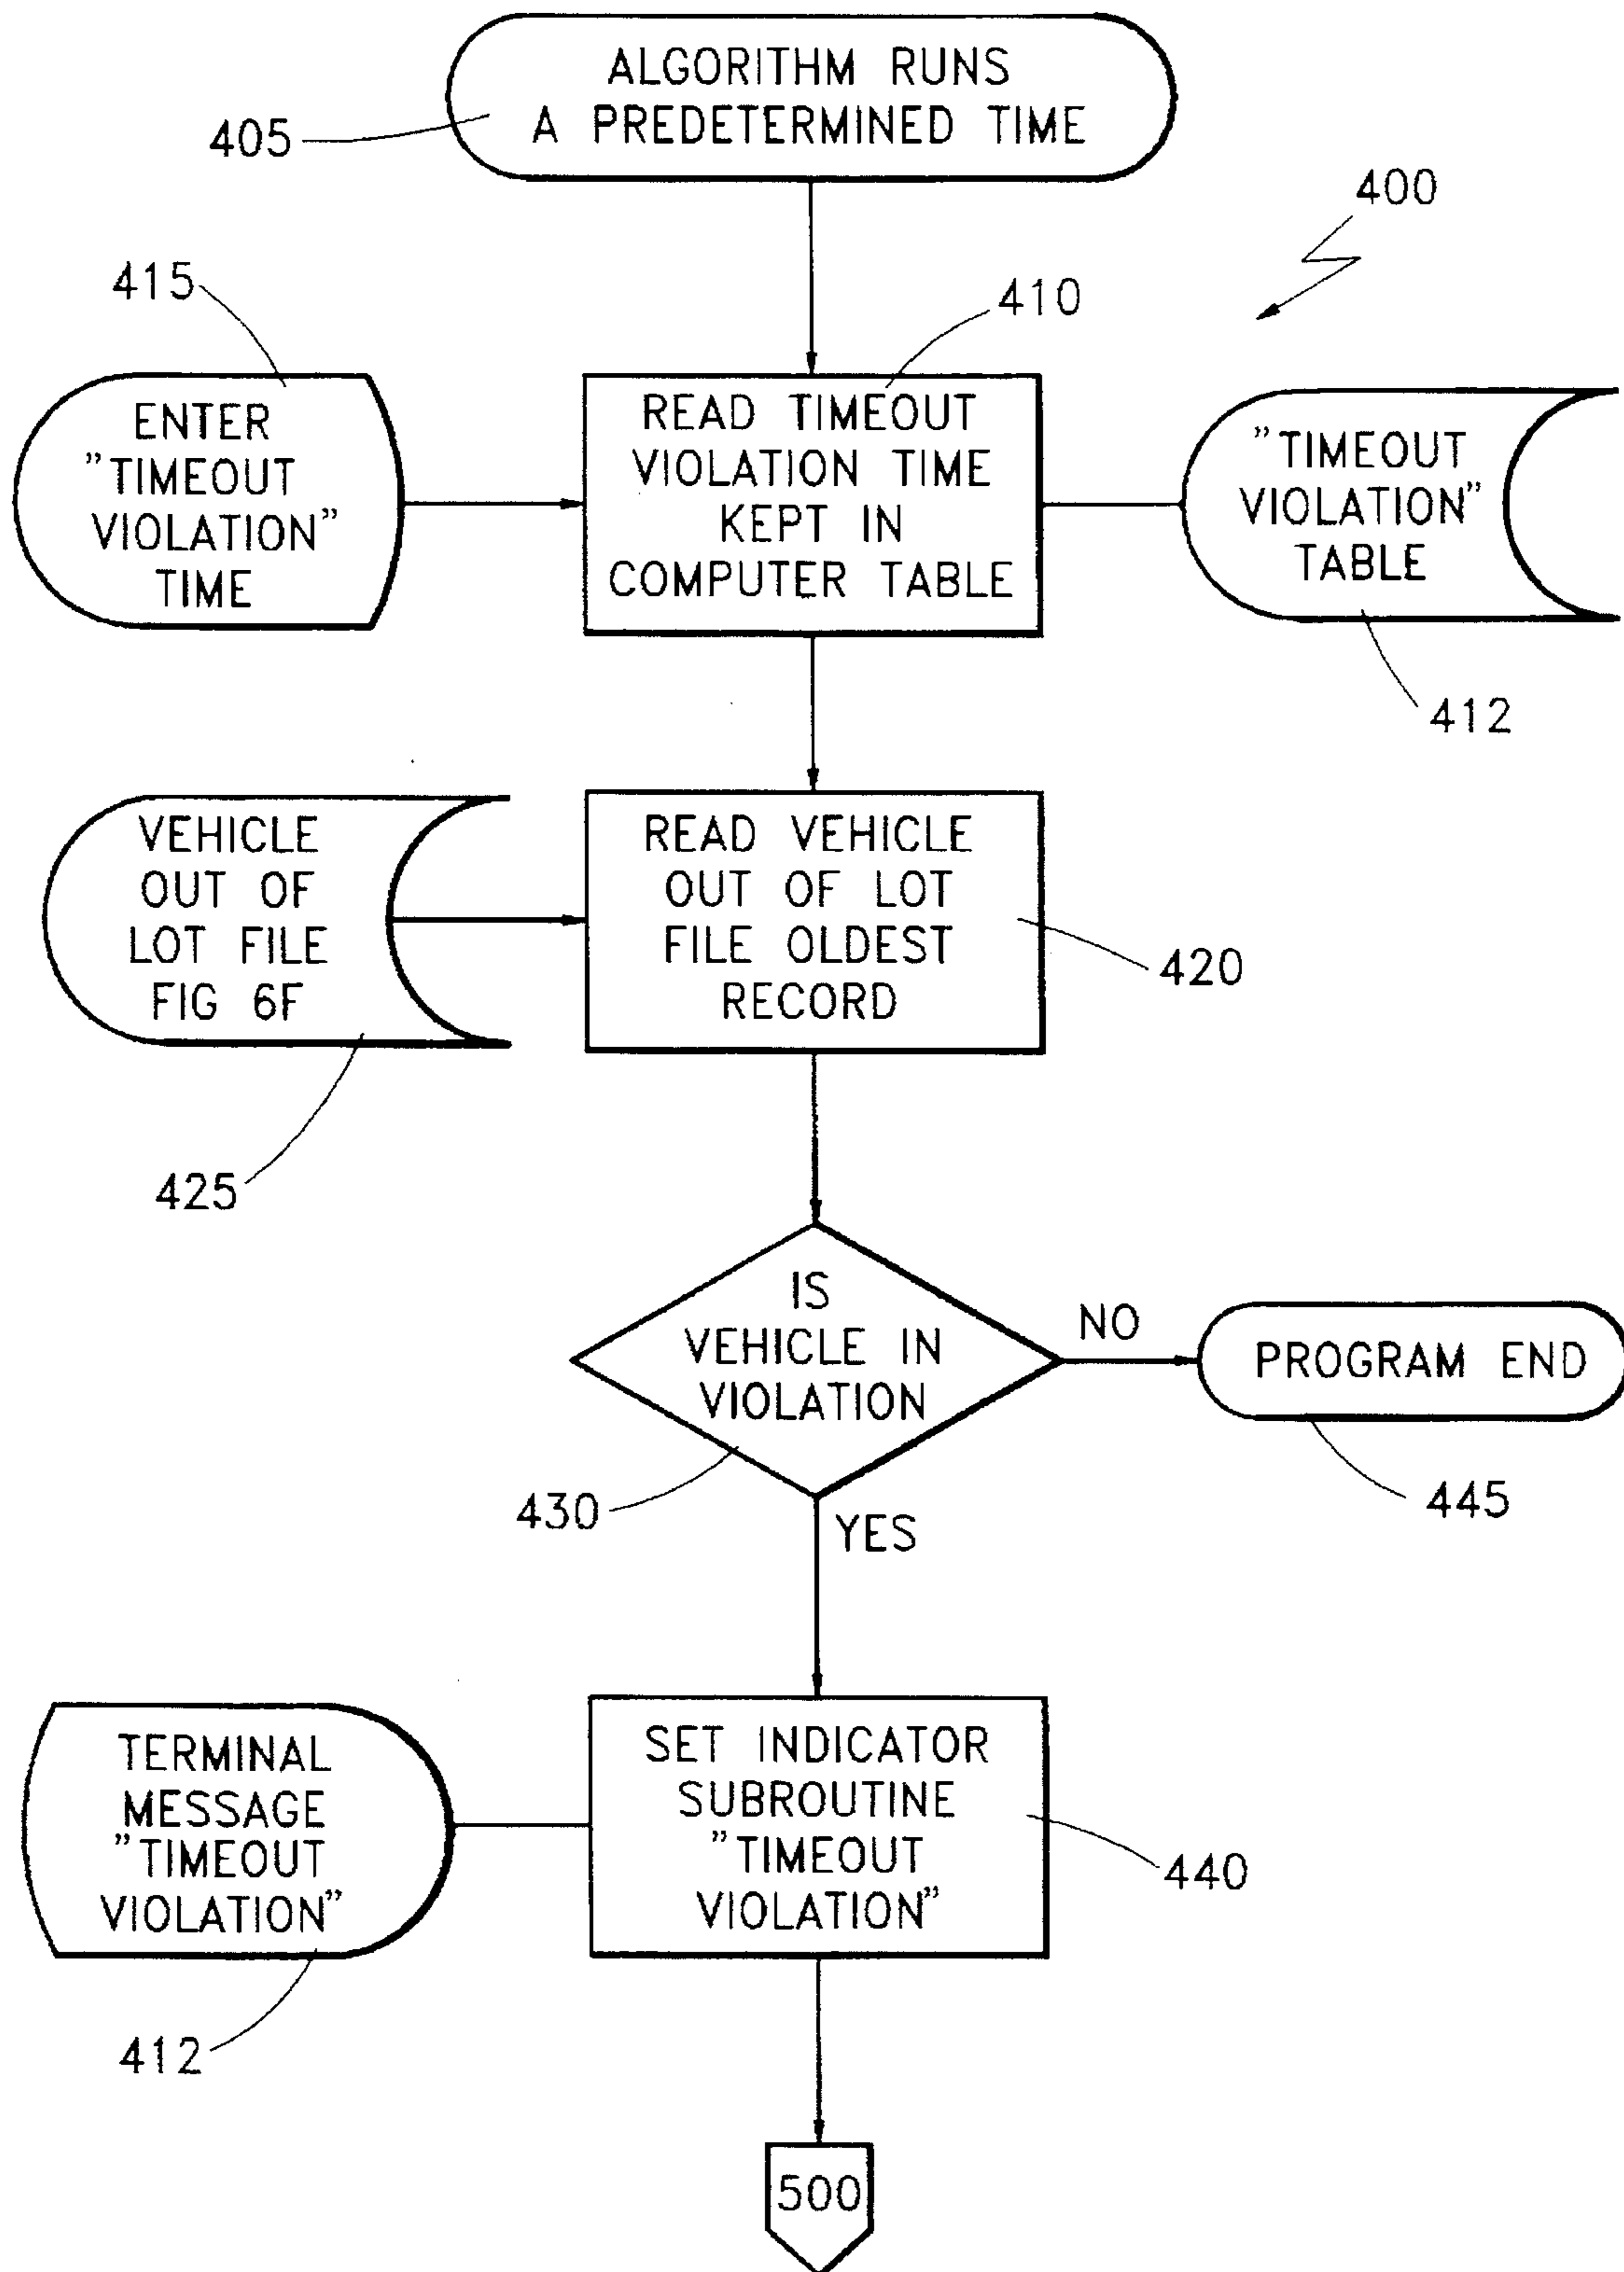 ALGORITHM RUNS
A PREDETERMINED TIME
405
400
415
410
ENTER
"TIMEOUT
VIOLATION"
TIME
READ TIMEOUT
VIOLATION TIME
KEPT IN
COMPUTER TABLE
"TIMEOUT
VIOLATION"
TABLE
412
VEHICLE
OUT OF
LOT FILE
FIG 6F
READ VEHICLE
OUT OF LOT
FILE OLDEST
RECORD
420
425
IS
VEHICLE IN
VIOLATION
NO
PROGRAM END
430
YES
445
TERMINAL
MESSAGE
"TIMEOUT
VIOLATION"
SET INDICATOR
SUBROUTINE
"TIMEOUT
VIOLATION"
440
412
500